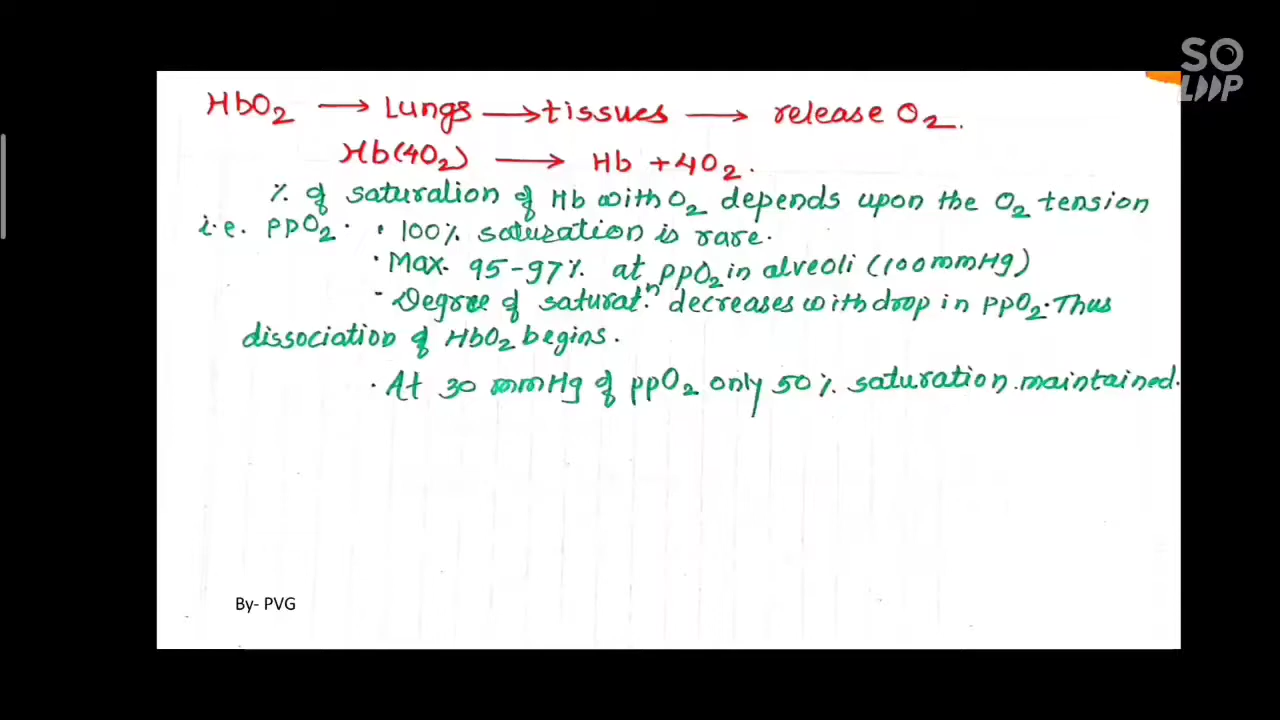 SO
LOOP
HbO2 → Lungs → tissues → release O2.
Hb(4O2) → Hb + 4O2.
% of saturation of Hb with O2 depends upon the O2 tension
i.e. ppO2. • 100% saturation is rare.
• Max. 95-97% at ppO2 in alveoli (100mmHg)
- Degree of saturatn. decreases with drop in ppO2. Thus
dissociation of HbO2 begins.
• At 30 mmHg of ppO2 only 50% saturation maintained.
By- PVG